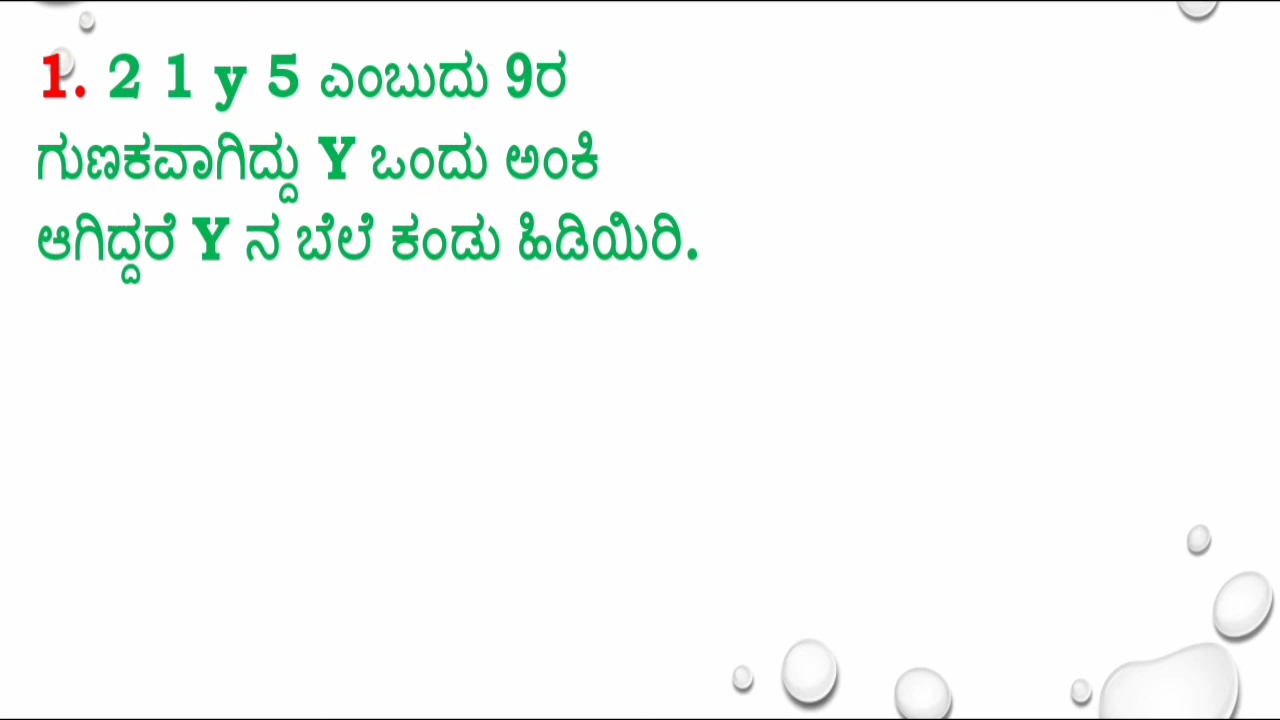 1. 2 1 y 5 ಎಂಬುದು 9ರ
ಗುಣಕವಾಗಿದ್ದು Y ಒಂದು ಅಂಕಿ
ಆಗಿದ್ದರೆ Y ನ ಬೆಲೆ ಕಂಡು ಹಿಡಿಯಿರಿ.